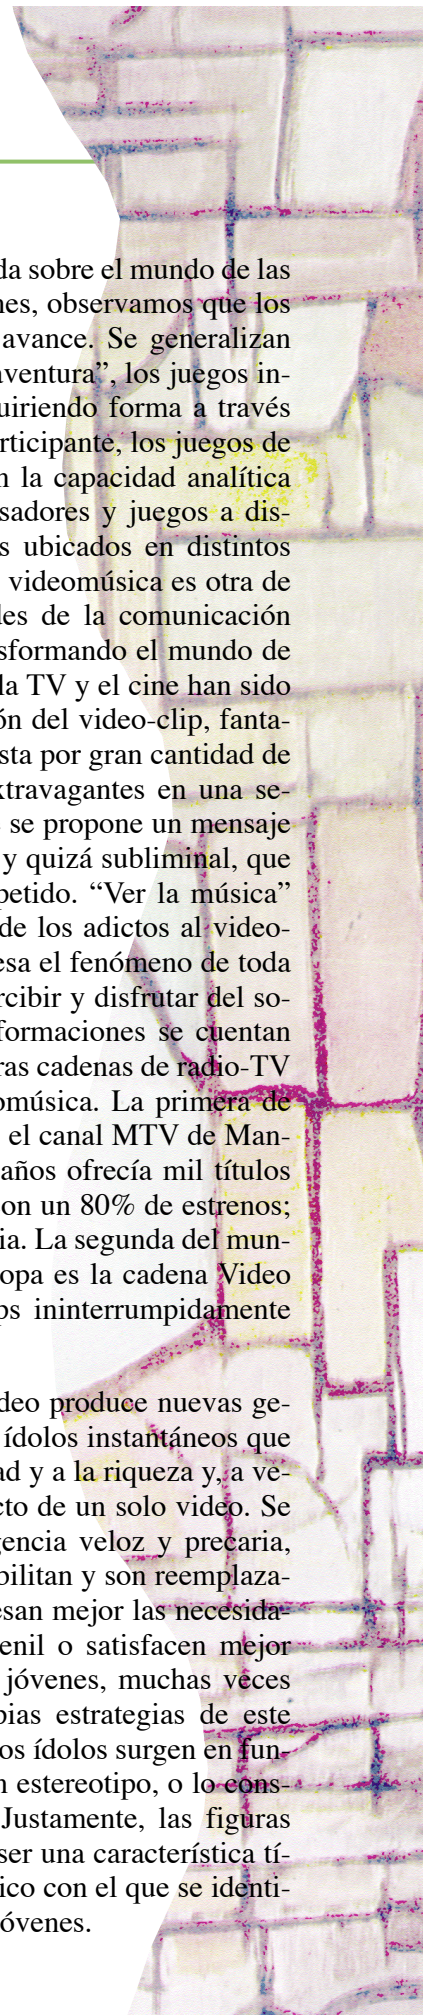 da sobre el mundo de las
nes, observamos que los
avance. Se generalizan
aventura”, los juegos in-
uiriendo forma a través
rticipante, los juegos de
n la capacidad analítica
sadores y juegos a dis-
s ubicados en distintos
videomúsica es otra de
des de la comunicación
sformando el mundo de
la TV y el cine han sido
ón del video-clip, fanta-
sta por gran cantidad de
xtravagantes en una se-
se propone un mensaje
y quizá subliminal, que
petido. “Ver la música”
de los adictos al video-
esa el fenómeno de toda
rcibir y disfrutar del so-
formaciones se cuentan
ras cadenas de radio-TV
omúsica. La primera de
el canal MTV de Man-
años ofrecía mil títulos
on un 80% de estrenos;
ia. La segunda del mun-
opa es la cadena Video
os ininterrumpidamente
deo produce nuevas ge-
ídolos instantáneos que
ad y a la riqueza y, a ve-
cto de un solo video. Se
gencia veloz y precaria,
bilitan y son reemplaza-
esan mejor las necesida-
enil o satisfacen mejor
jóvenes, muchas veces
pias estrategias de este
os ídolos surgen en fun-
n estereotipo, o lo cons-
Justamente, las figuras
ser una característica tí-
ico con el que se identi-
óvenes.